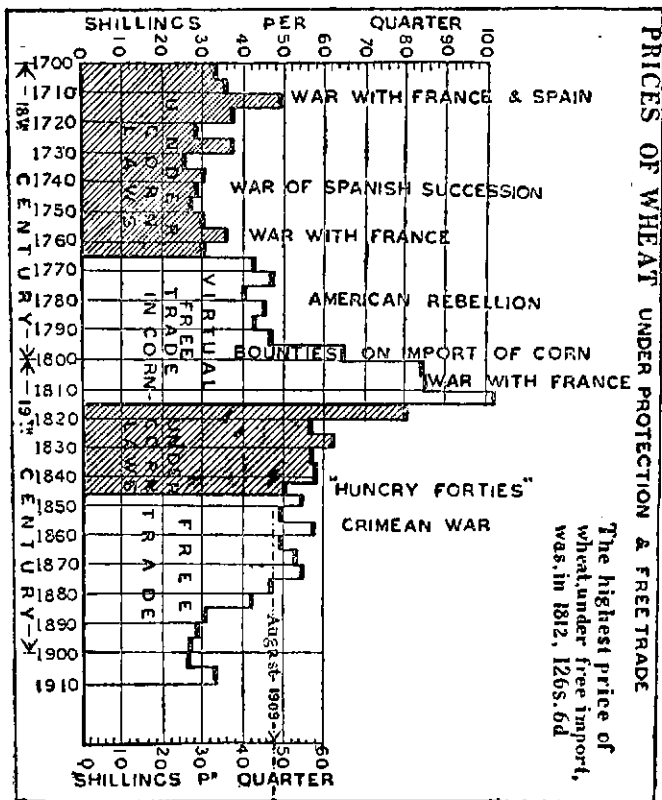 PRICES OF WHEAT UNDER PROTECTION & FREE TRADE
The highest price of
wheat, under free import,
was, in 1812, 126s. 6d
SHILLINGS PER QUARTER
0 10 20 30 40 50 60 70 80 90 100
1700
1710
1720
1730
1740
1750
1760
1770
1780
1790
1800
1810
1820
1830
1840
1850
1860
1870
1880
1890
1900
1910
18TH CENTURY
19TH CENTURY
WAR WITH FRANCE & SPAIN
WAR OF SPANISH SUCCESSION
WAR WITH FRANCE
AMERICAN REBELLION
BOUNTIES ON IMPORT OF CORN
WAR WITH FRANCE
"HUNCRY FORTIES"
CRIMEAN WAR
UNDER
CORN
LAWS
VIRTUAL
FREE
TRADE
IN CORN
UNDER
CORN
LAWS
FREE
TRADE
August 1909
0 10 20 30 40 50 60
SHILLINGS PR QUARTER